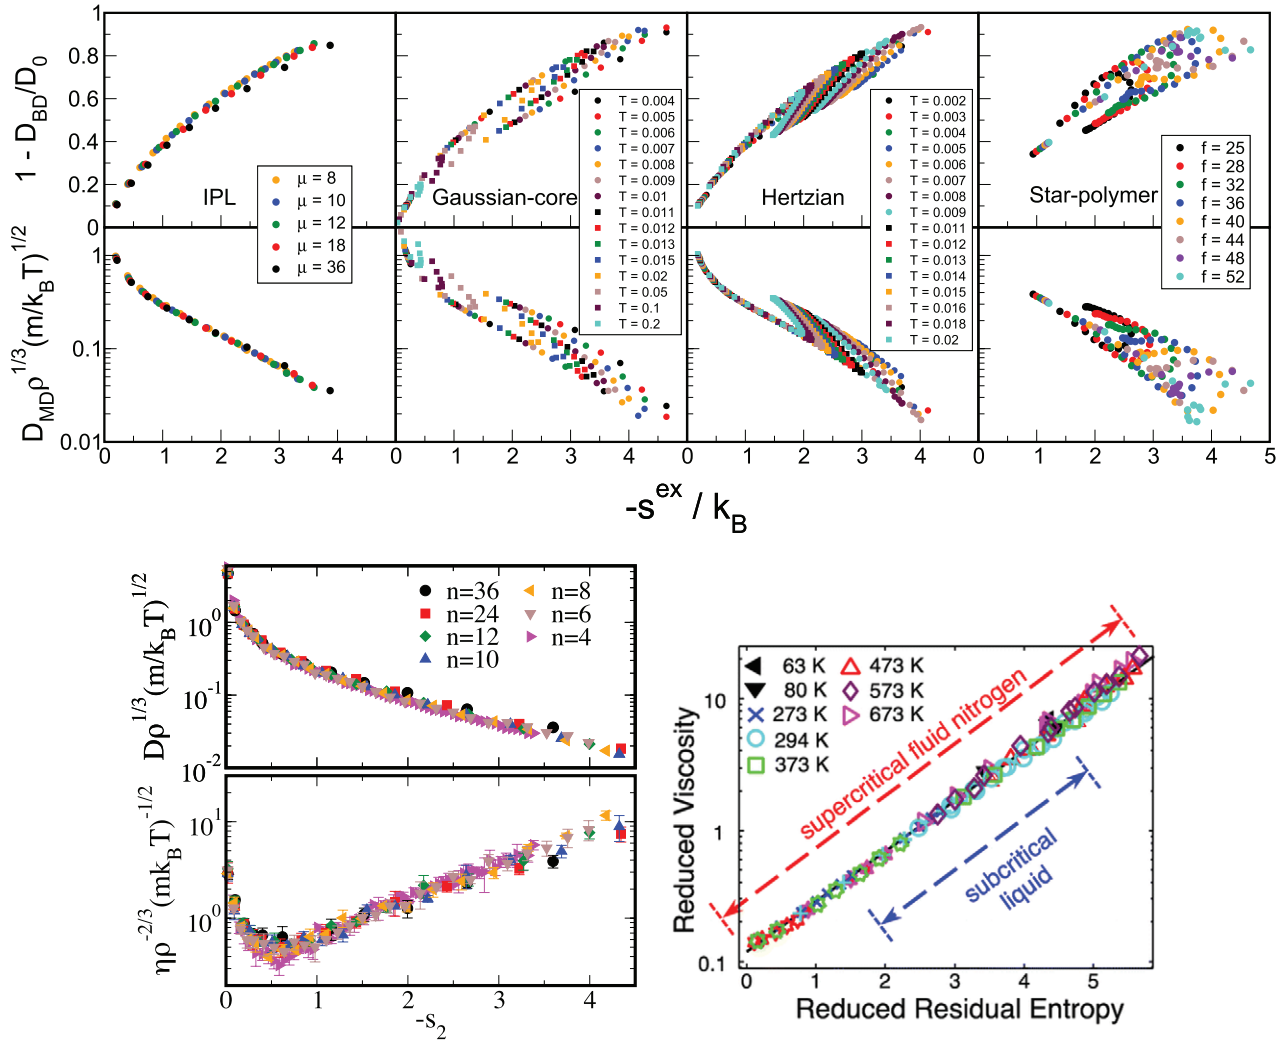 1 - D_BD/D_0
1
0.8
0.6
0.4
0.2
0
IPL
μ = 8
μ = 10
μ = 12
μ = 18
μ = 36
Gaussian-core
T = 0.004
T = 0.005
T = 0.006
T = 0.007
T = 0.008
T = 0.009
T = 0.01
T = 0.011
T = 0.012
T = 0.013
T = 0.015
T = 0.02
T = 0.05
T = 0.1
T = 0.2
Hertzian
T = 0.002
T = 0.003
T = 0.004
T = 0.005
T = 0.006
T = 0.007
T = 0.008
T = 0.009
T = 0.011
T = 0.012
T = 0.013
T = 0.014
T = 0.015
T = 0.016
T = 0.018
T = 0.02
Star-polymer
f = 25
f = 28
f = 32
f = 36
f = 40
f = 44
f = 48
f = 52
D_MDρ^1/3(m/k_BT)^1/2
1
0.1
0.01
0 1 2 3 4 0 1 2 3 4 0 1 2 3 4 0 1 2 3 4 5
-s^ex / k_B
Dρ^1/3(m/k_BT)^1/2
10^0
10^-1
10^-2
n=36
n=24
n=12
n=10
n=8
n=6
n=4
ηρ^-2/3(mk_BT)^-1/2
10^1
10^0
0 1 2 3 4
-s_2
Reduced Viscosity
10
1
0.1
63 K
80 K
273 K
294 K
373 K
473 K
573 K
673 K
supercritical fluid nitrogen
subcritical
liquid
0 1 2 3 4 5
Reduced Residual Entropy